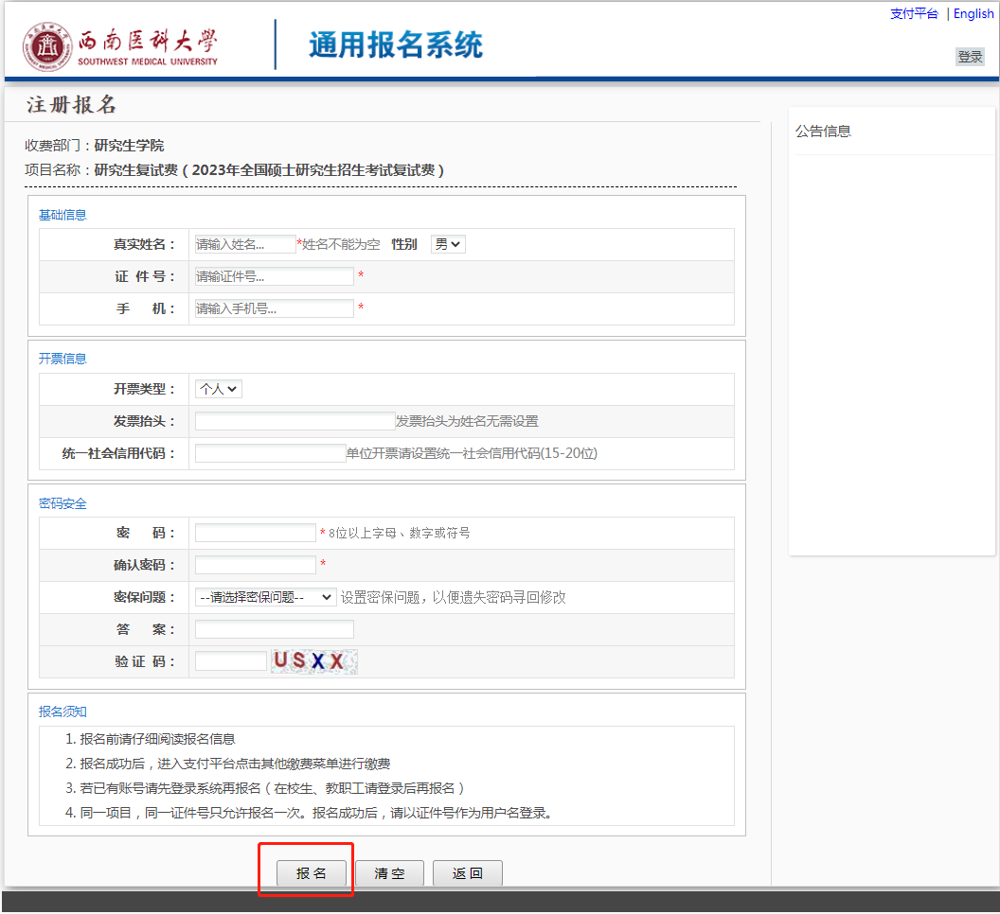 支付平台 | English
西南医科大学
SOUTHWEST MEDICAL UNIVERSITY
通用报名系统
登录
注册报名
公告信息
收费部门：研究生学院
项目名称：研究生复试费（2023年全国硕士研究生招生考试复试费）
基础信息
真实姓名： 请输入姓名... *姓名不能为空 性别 男
证 件 号： 请输证件号... *
手 机： 请输入手机号... *
开票信息
开票类型： 个人
发票抬头： 发票抬头为姓名无需设置
统一社会信用代码： 单位开票请设置统一社会信用代码(15-20位)
密码安全
密 码： * 8位以上字母、数字或符号
确认密码： *
密保问题： --请选择密保问题-- 设置密保问题，以便遗失密码寻回修改
答 案：
验 证 码： USXX
报名须知
1. 报名前请仔细阅读报名信息
2. 报名成功后，进入支付平台点击其他缴费菜单进行缴费
3. 若已有账号请先登录系统再报名（在校生、教职工请登录后再报名）
4. 同一项目，同一证件号只允许报名一次。报名成功后，请以证件号作为用户名登录。
报 名 清 空 返 回